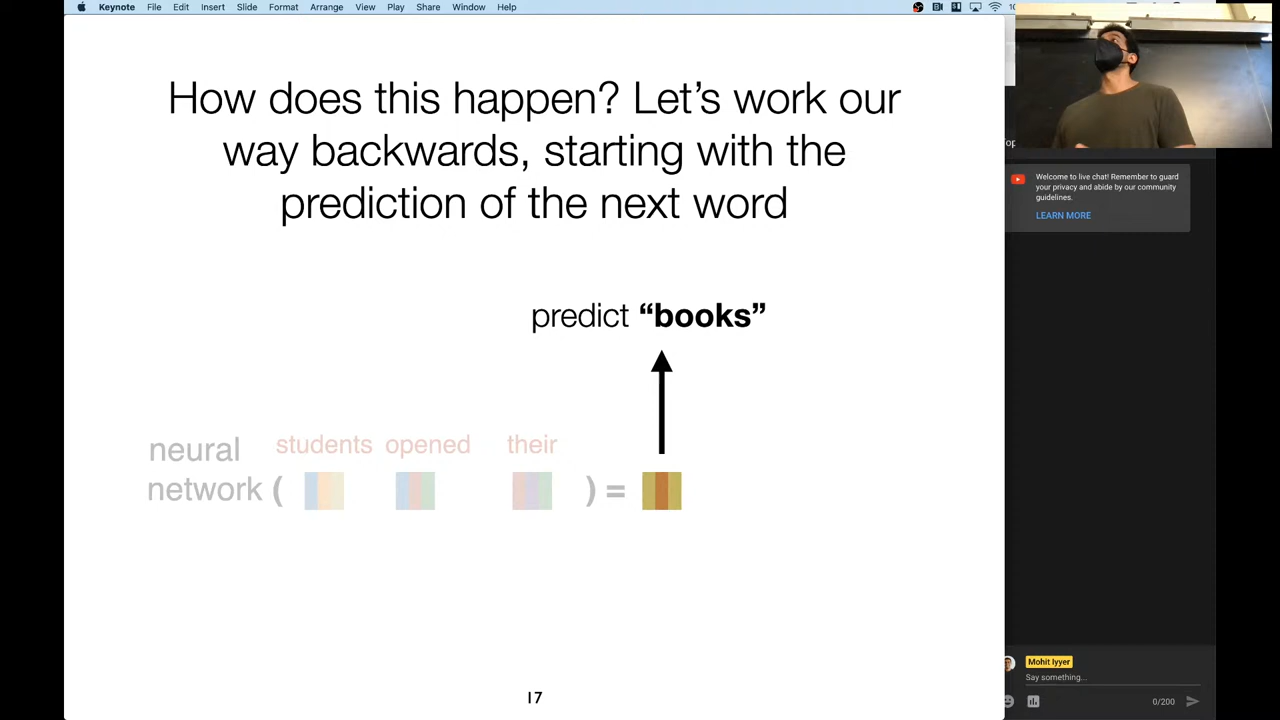 Keynote File Edit Insert Slide Format Arrange View Play Share Window Help
How does this happen? Let's work our
way backwards, starting with the
prediction of the next word
predict “books”
neural students opened their
network ( ) =
17
Welcome to live chat! Remember to guard
your privacy and abide by our community
guidelines.
LEARN MORE
Mohit Iyyer
Say something...
0/200